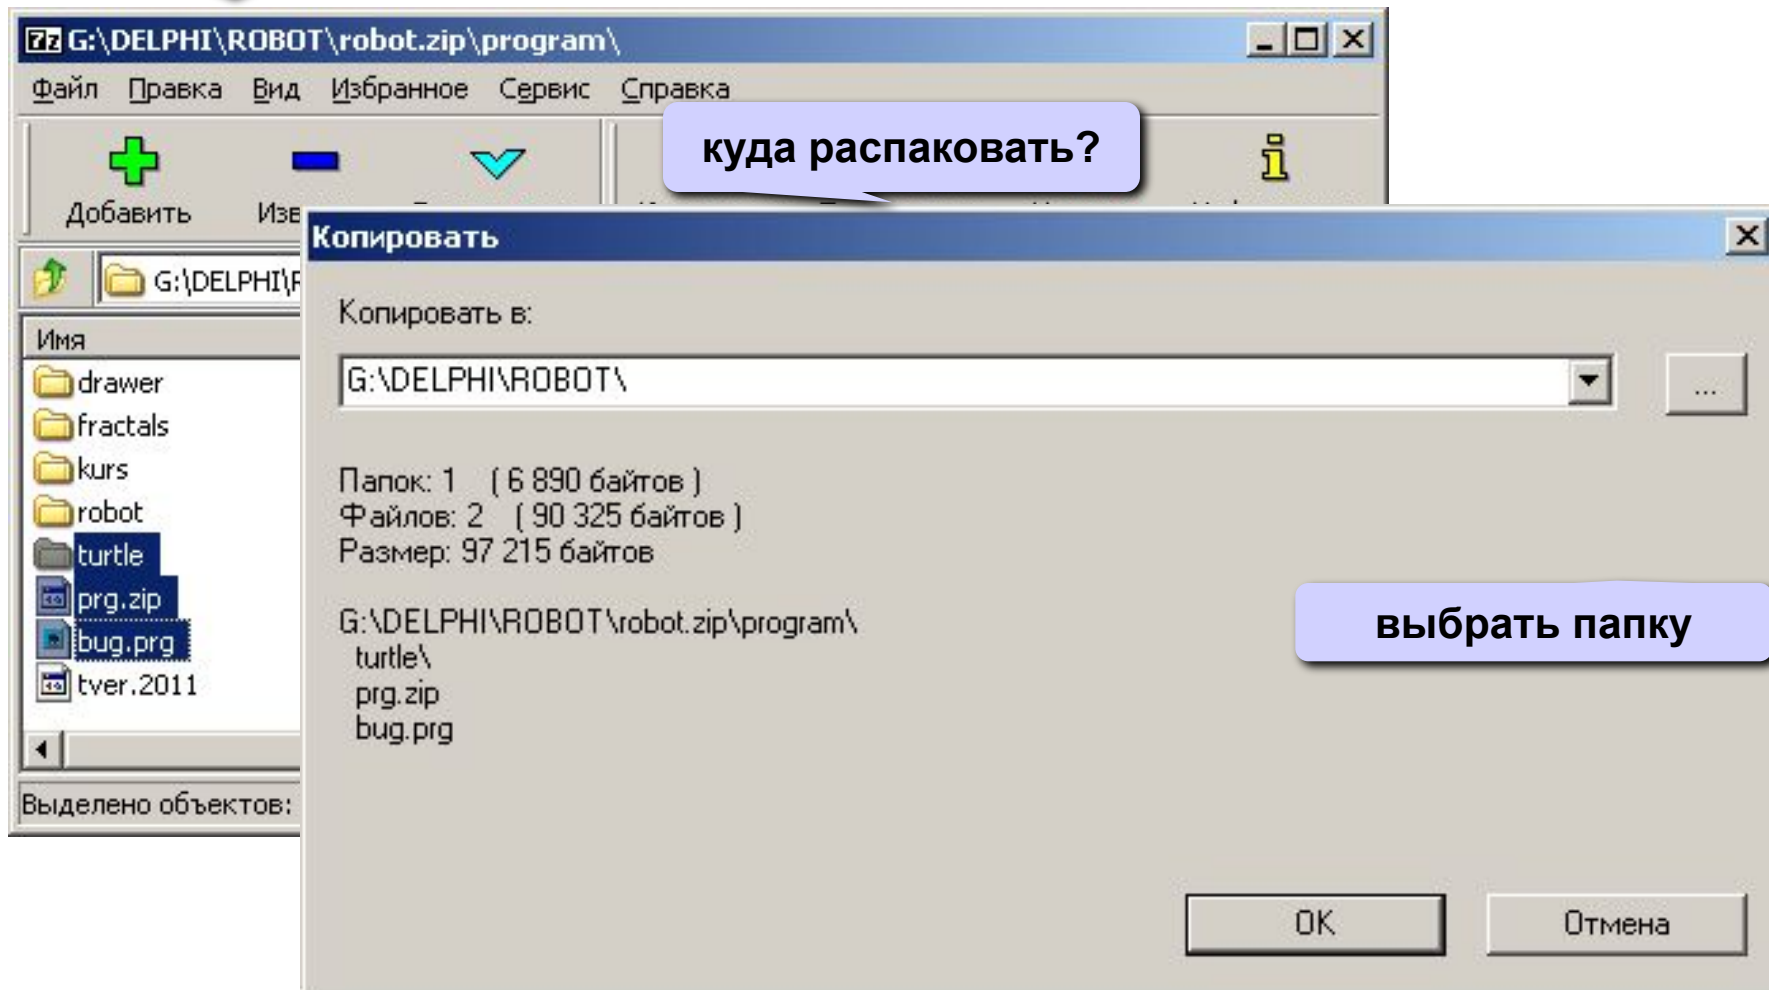 G:\DELPHI\ROBOT\robot.zip\program\
Файл Правка Вид Избранное Сервис Справка
куда распаковать?
Добавить
Копировать
G:\DELPHI\
Копировать в:
Имя
G:\DELPHI\ROBOT\
...
drawer
fractals
kurs
robot
turtle
prg.zip
bug.prg
tver.2011
Папок: 1 ( 6 890 байтов )
Файлов: 2 ( 90 325 байтов )
Размер: 97 215 байтов
G:\DELPHI\ROBOT\robot.zip\program\
turtle\
prg.zip
bug.prg
выбрать папку
Выделено объектов:
OK
Отмена